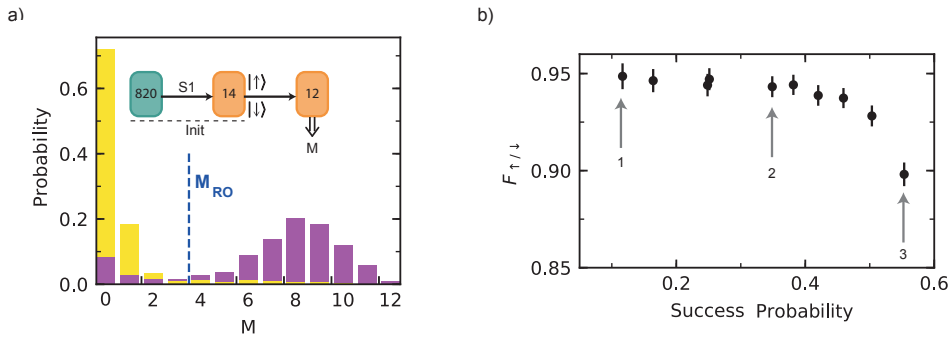 a)
0.6
0.4
0.2
0.0
Probability
0 2 4 6 8 10 12
M
820
S1
14
|↑⟩
|↓⟩
12
Init
M
M_RO
b)
0.95
0.90
0.85
F↑/↓
1
2
3
0.2 0.4 0.6
Success Probability